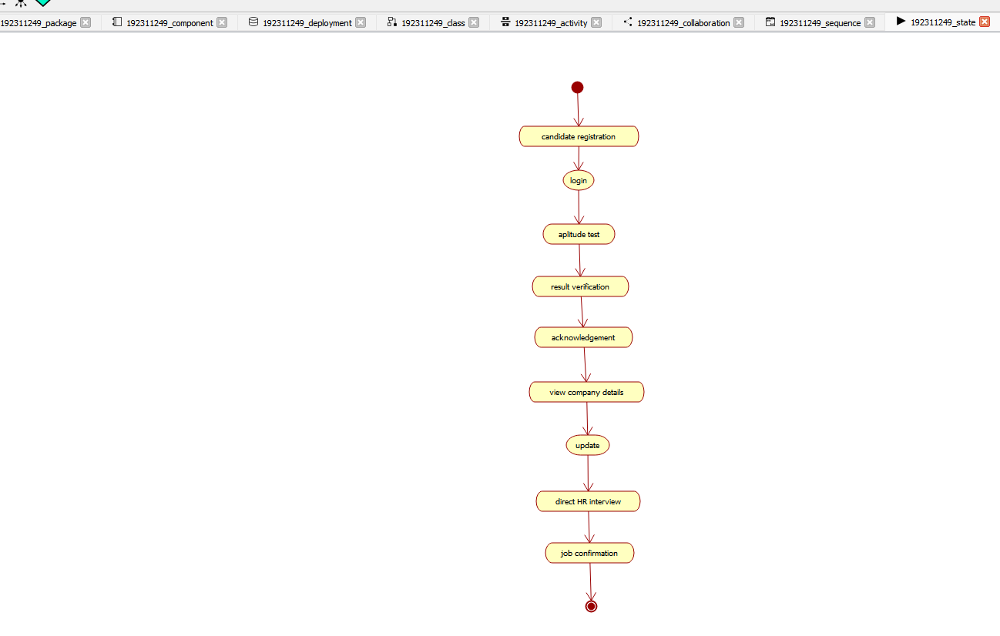 192311249_package
192311249_component
192311249_deployment
192311249_class
192311249_activity
192311249_collaboration
192311249_sequence
192311249_state
candidate registration
login
aplitude test
result verification
acknowledgement
view company details
update
direct HR interview
job confirmation